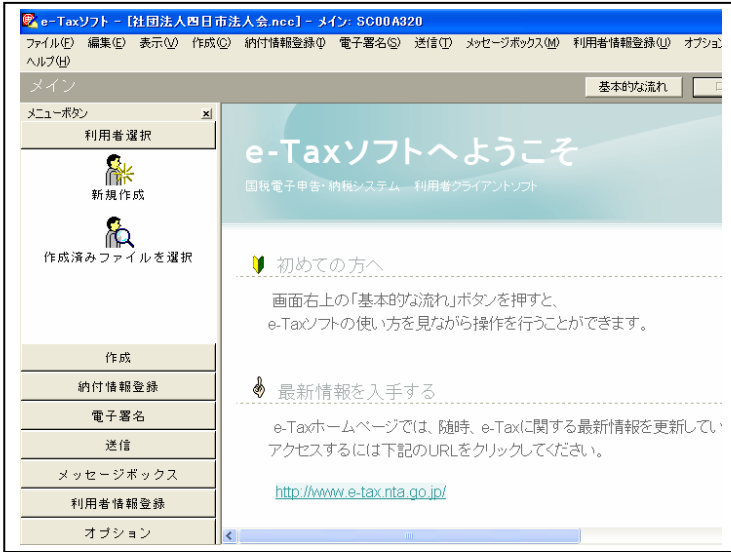 e-Taxソフト - [社団法人四日市法人会.ncc] - メイン: SC00A320
ファイル(F) 編集(E) 表示(V) 作成(C) 納付情報登録(I) 電子署名(S) 送信(T) メッセージボックス(M) 利用者情報登録(U) オプション
ヘルプ(H)
メイン
基本的な流れ
メニューボタン
利用者選択
新規作成
作成済みファイルを選択
作成
納付情報登録
電子署名
送信
メッセージボックス
利用者情報登録
オプション
e-Taxソフトへようこそ
国税電子申告・納税システム 利用者クライアントソフト
初めての方へ
画面右上の「基本的な流れ」ボタンを押すと、
e-Taxソフトの使い方を見ながら操作を行うことができます。
最新情報を入手する
e-Taxホームページでは、随時、e-Taxに関する最新情報を更新してい
アクセスするには下記のURLをクリックしてください。
http://www.e-tax.nta.go.jp/